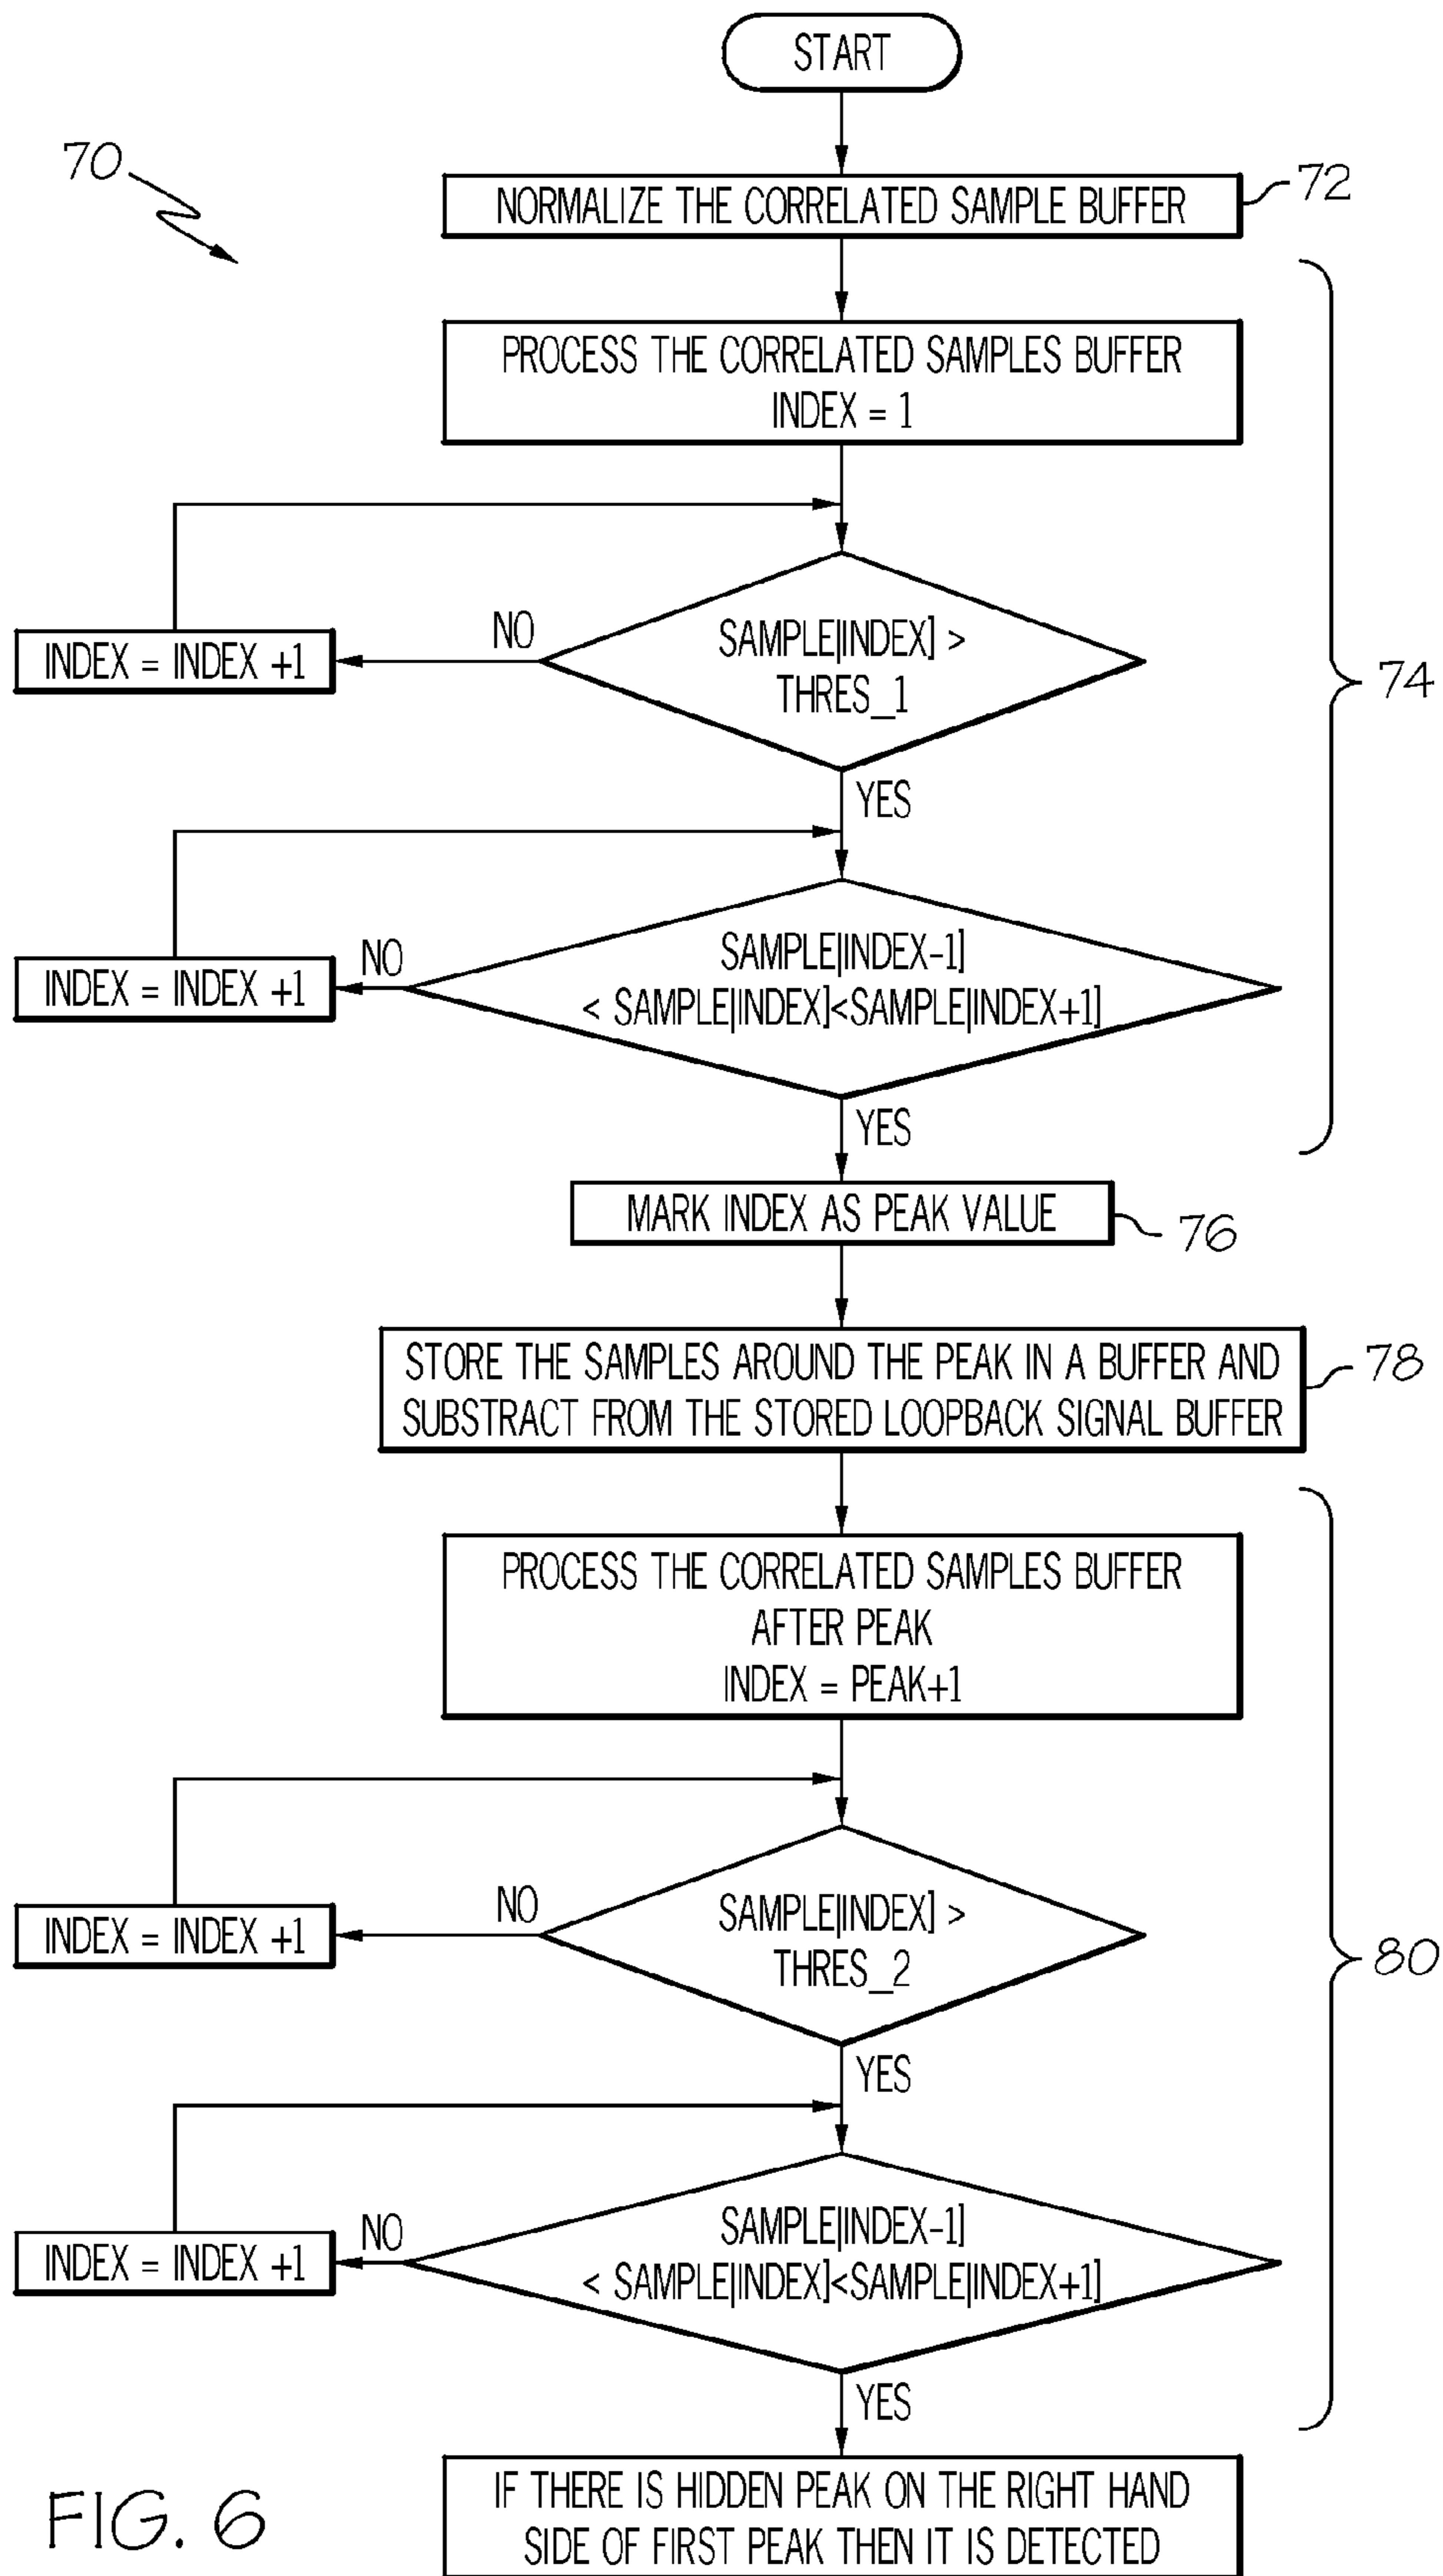 START
70
NORMALIZE THE CORRELATED SAMPLE BUFFER
72
PROCESS THE CORRELATED SAMPLES BUFFER
INDEX = 1
NO
SAMPLE|INDEX] >
THRES_1
INDEX = INDEX +1
74
YES
NO
SAMPLE|INDEX-1]
< SAMPLE|INDEX]<SAMPLE|INDEX+1]
INDEX = INDEX +1
YES
MARK INDEX AS PEAK VALUE
76
STORE THE SAMPLES AROUND THE PEAK IN A BUFFER AND
SUBSTRACT FROM THE STORED LOOPBACK SIGNAL BUFFER
78
PROCESS THE CORRELATED SAMPLES BUFFER
AFTER PEAK
INDEX = PEAK+1
NO
SAMPLE|INDEX] >
THRES_2
INDEX = INDEX +1
80
YES
NO
SAMPLE|INDEX-1]
< SAMPLE|INDEX]<SAMPLE|INDEX+1]
INDEX = INDEX +1
YES
IF THERE IS HIDDEN PEAK ON THE RIGHT HAND
SIDE OF FIRST PEAK THEN IT IS DETECTED
FIG. 6